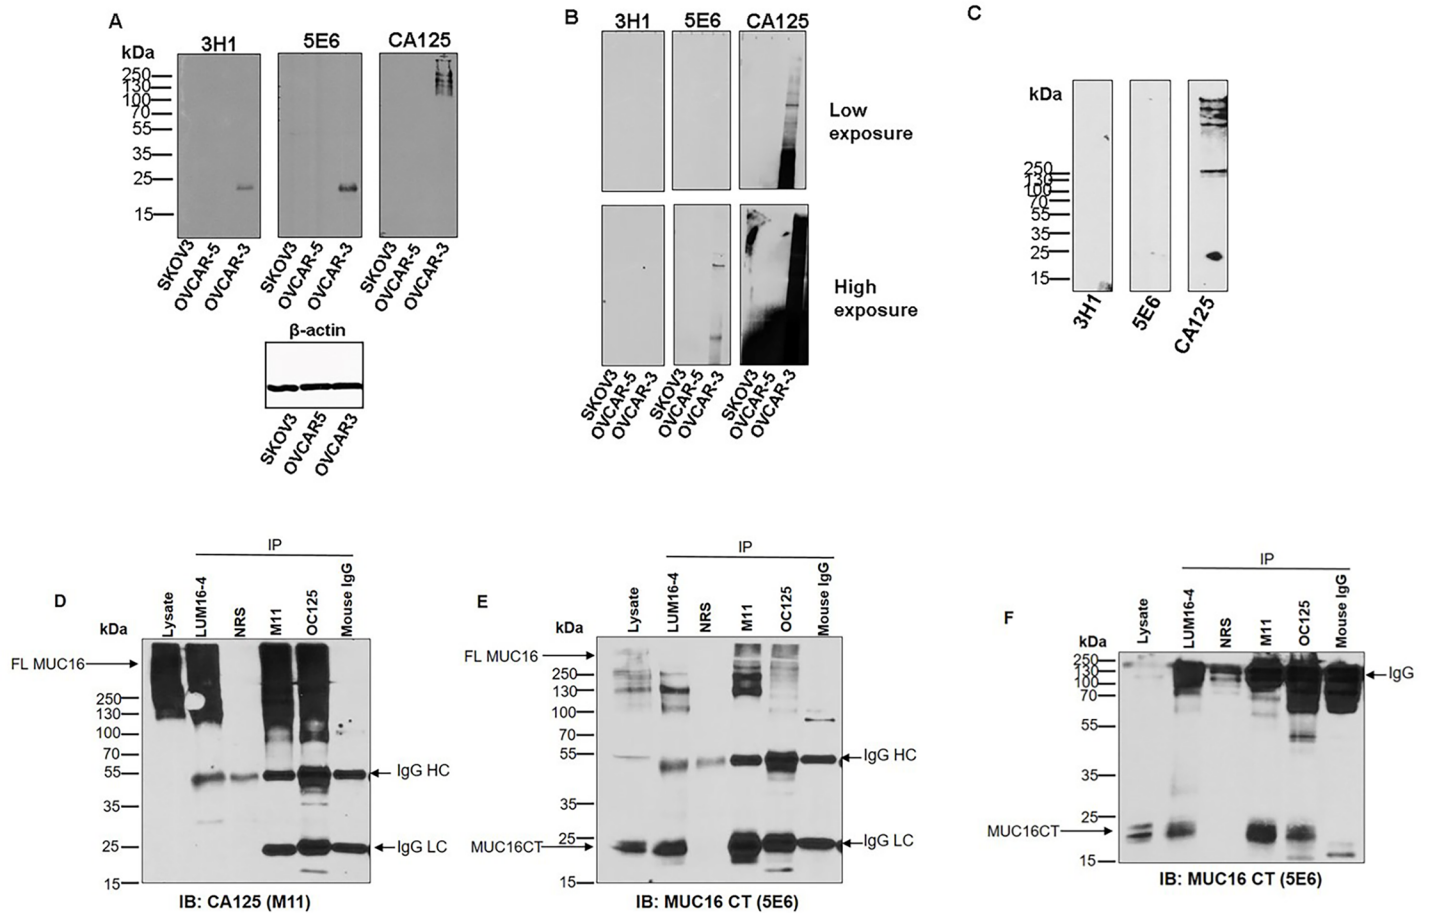 A
3H1
5E6
CA125
kDa
250
130
100
70
55
35
25
15
SKOV3
OVCAR-5
OVCAR-3
SKOV3
OVCAR-5
OVCAR-3
SKOV3
OVCAR-5
OVCAR-3
β-actin
SKOV3
OVCAR5
OVCAR3
B
3H1
5E6
CA125
Low
exposure
High
exposure
SKOV3
OVCAR-5
OVCAR-3
SKOV3
OVCAR-5
OVCAR-3
SKOV3
OVCAR-5
OVCAR-3
C
kDa
250
130
100
70
55
35
25
15
3H1
5E6
CA125
D
IP
Lysate
LUM16-4
NRS
M11
OC125
Mouse IgG
kDa
FL MUC16
250
130
100
70
55
35
25
15
IgG HC
IgG LC
IB: CA125 (M11)
E
IP
Lysate
LUM16-4
NRS
M11
OC125
Mouse IgG
kDa
FL MUC16
250
130
100
70
55
35
25
15
MUC16CT
IgG HC
IgG LC
IB: MUC16 CT (5E6)
F
IP
Lysate
LUM16-4
NRS
M11
OC125
Mouse IgG
kDa
250
130
100
70
55
35
25
15
MUC16CT
IgG
IB: MUC16 CT (5E6)